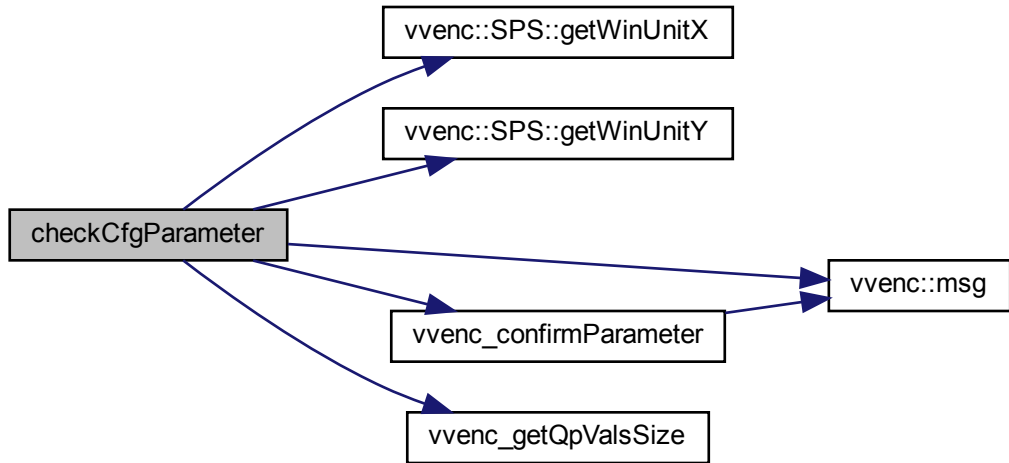 vvenc::SPS::getWinUnitX
vvenc::SPS::getWinUnitY
checkCfgParameter
vvenc::msg
vvenc_confirmParameter
vvenc_getQpValsSize